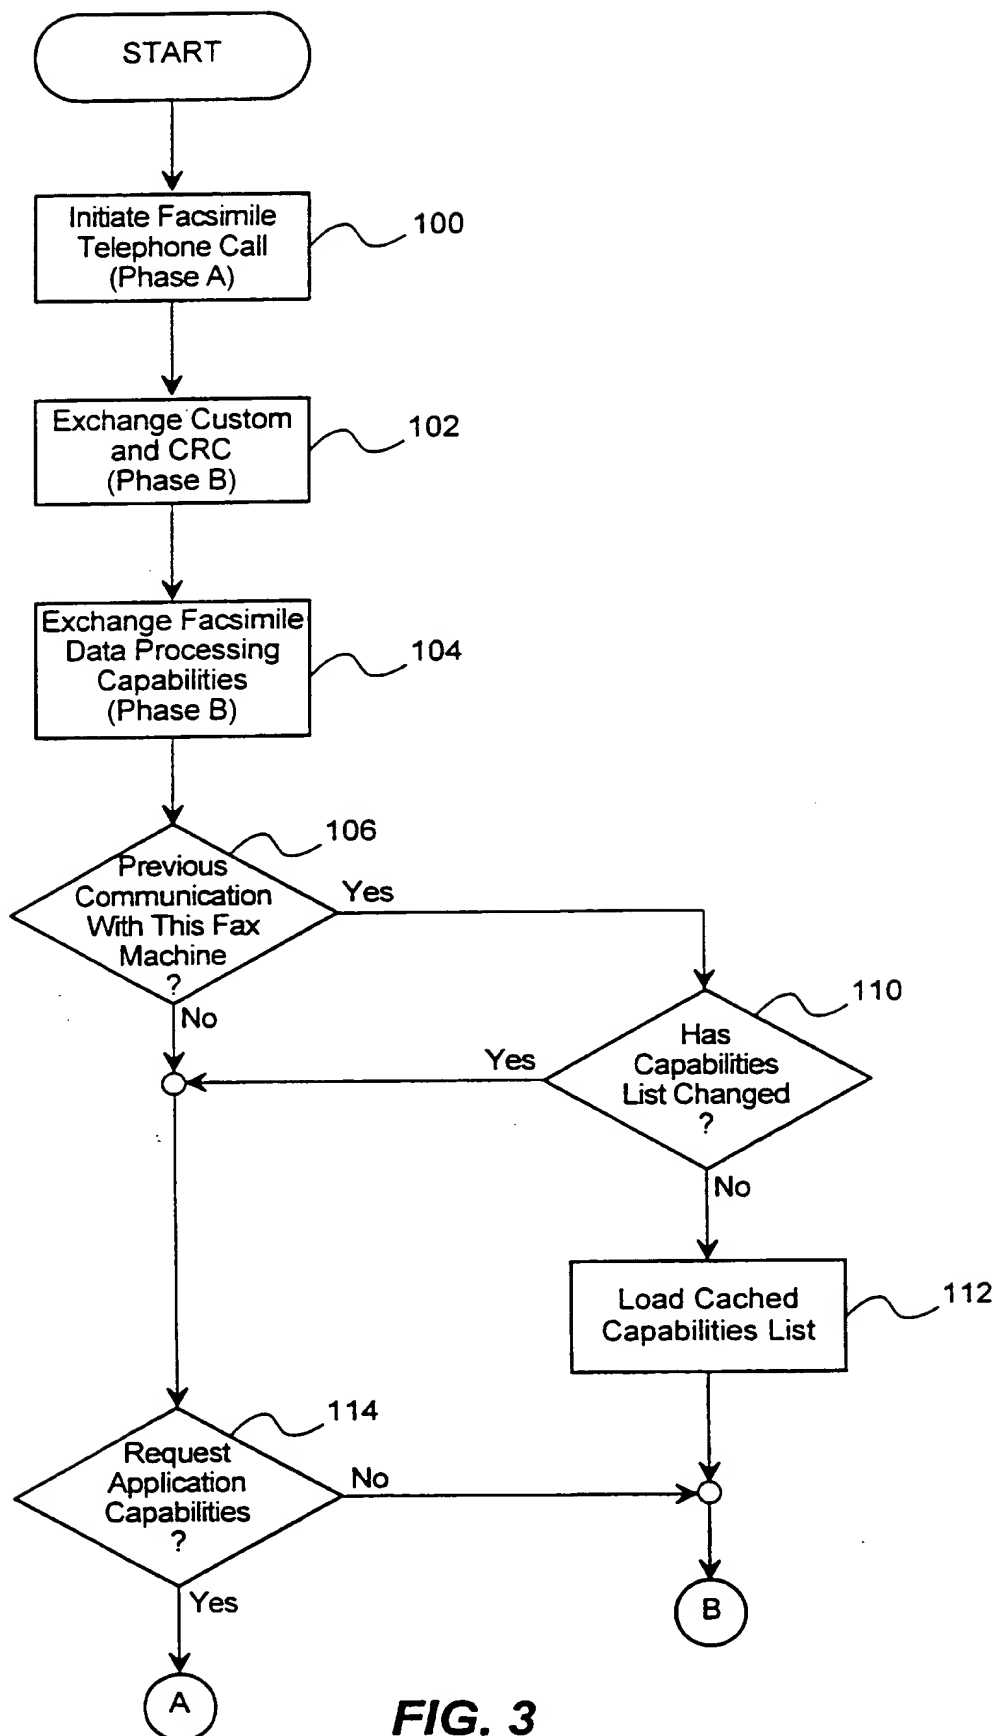 START
Initiate Facsimile
Telephone Call
(Phase A)
100
Exchange Custom
and CRC
(Phase B)
102
Exchange Facsimile
Data Processing
Capabilities
(Phase B)
104
106
Previous
Communication
With This Fax
Machine
?
Yes
No
110
Has
Capabilities
List Changed
?
Yes
No
Load Cached
Capabilities List
112
114
Request
Application
Capabilities
?
No
Yes
B
A
FIG. 3